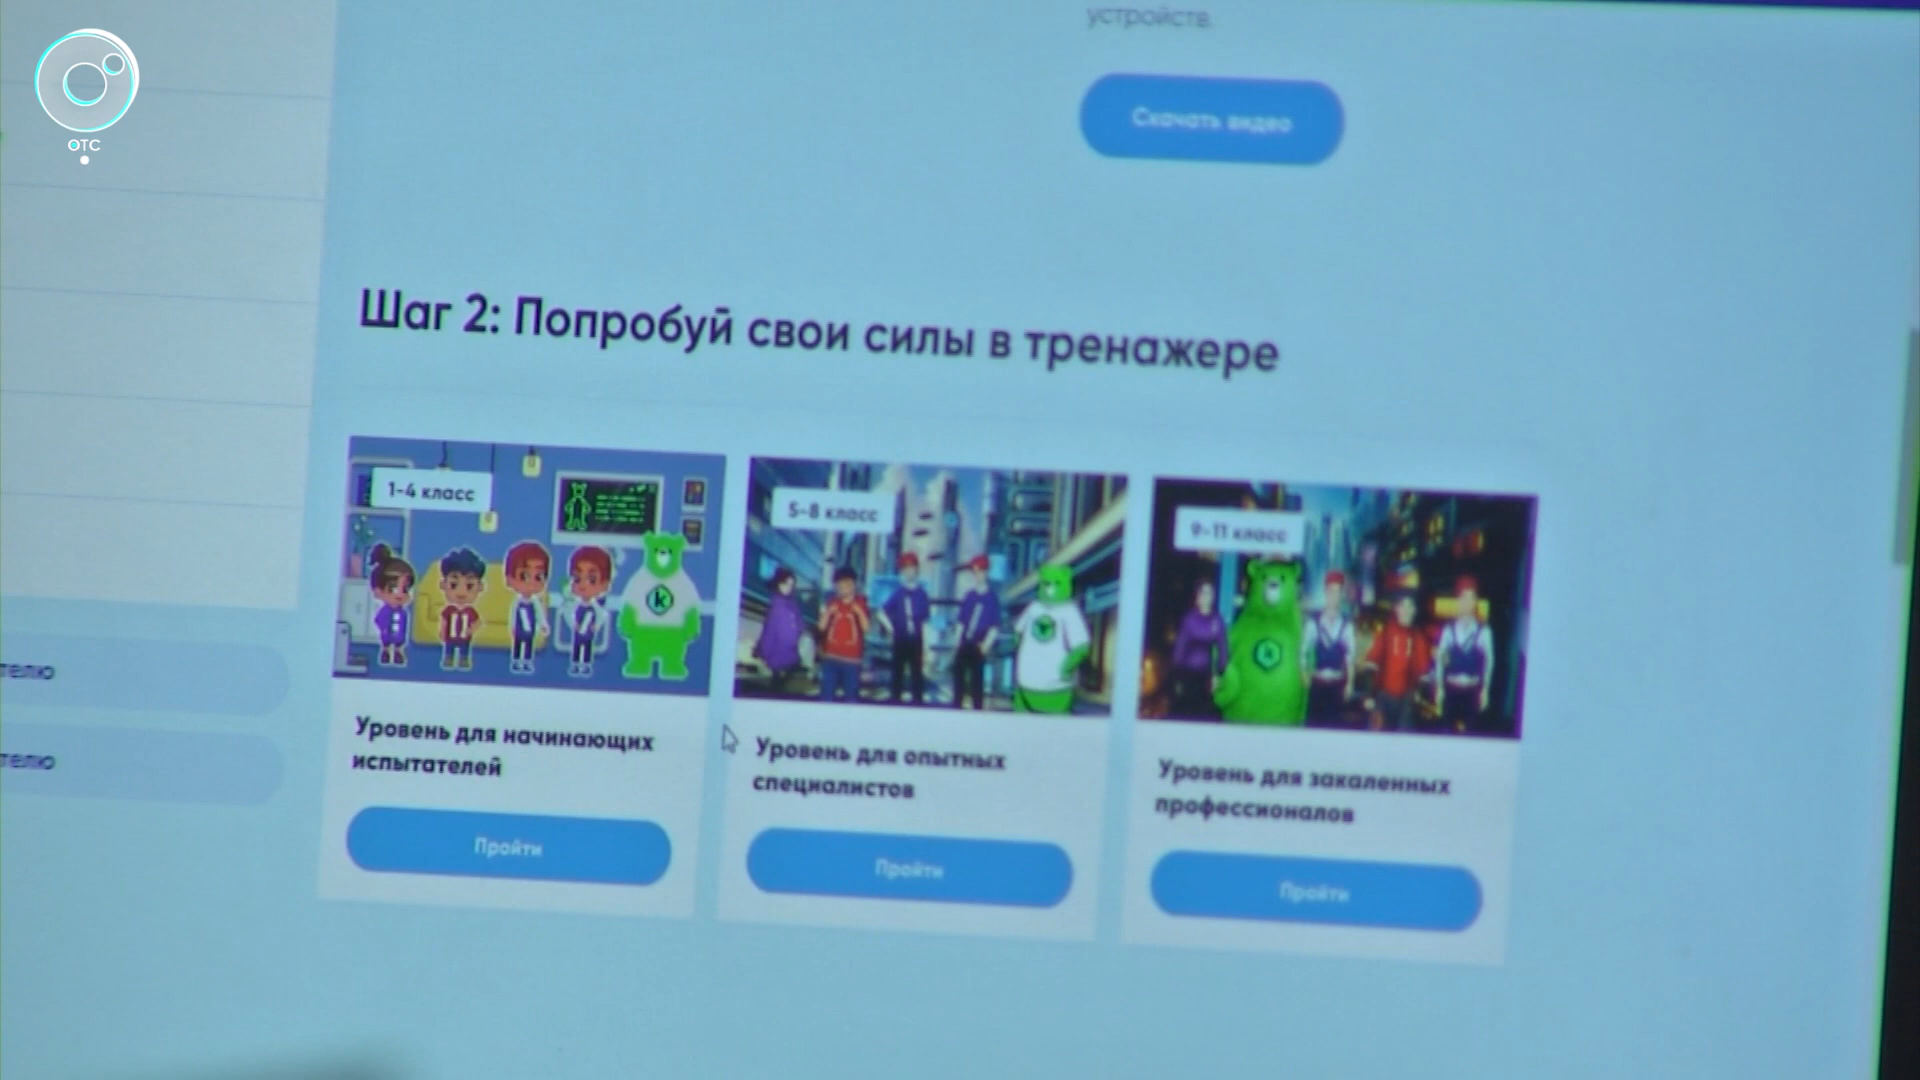 ОТС
устройств.
Скачать видео
Шаг 2: Попробуй свои силы в тренажере
1-4 класс
5-8 класс
9-11 класс
11
k
k
Уровень для начинающих
испытателей
Уровень для опытных
специалистов
Уровень для закаленных
профессионалов
Пройти
Пройти
Пройти
телю
телю